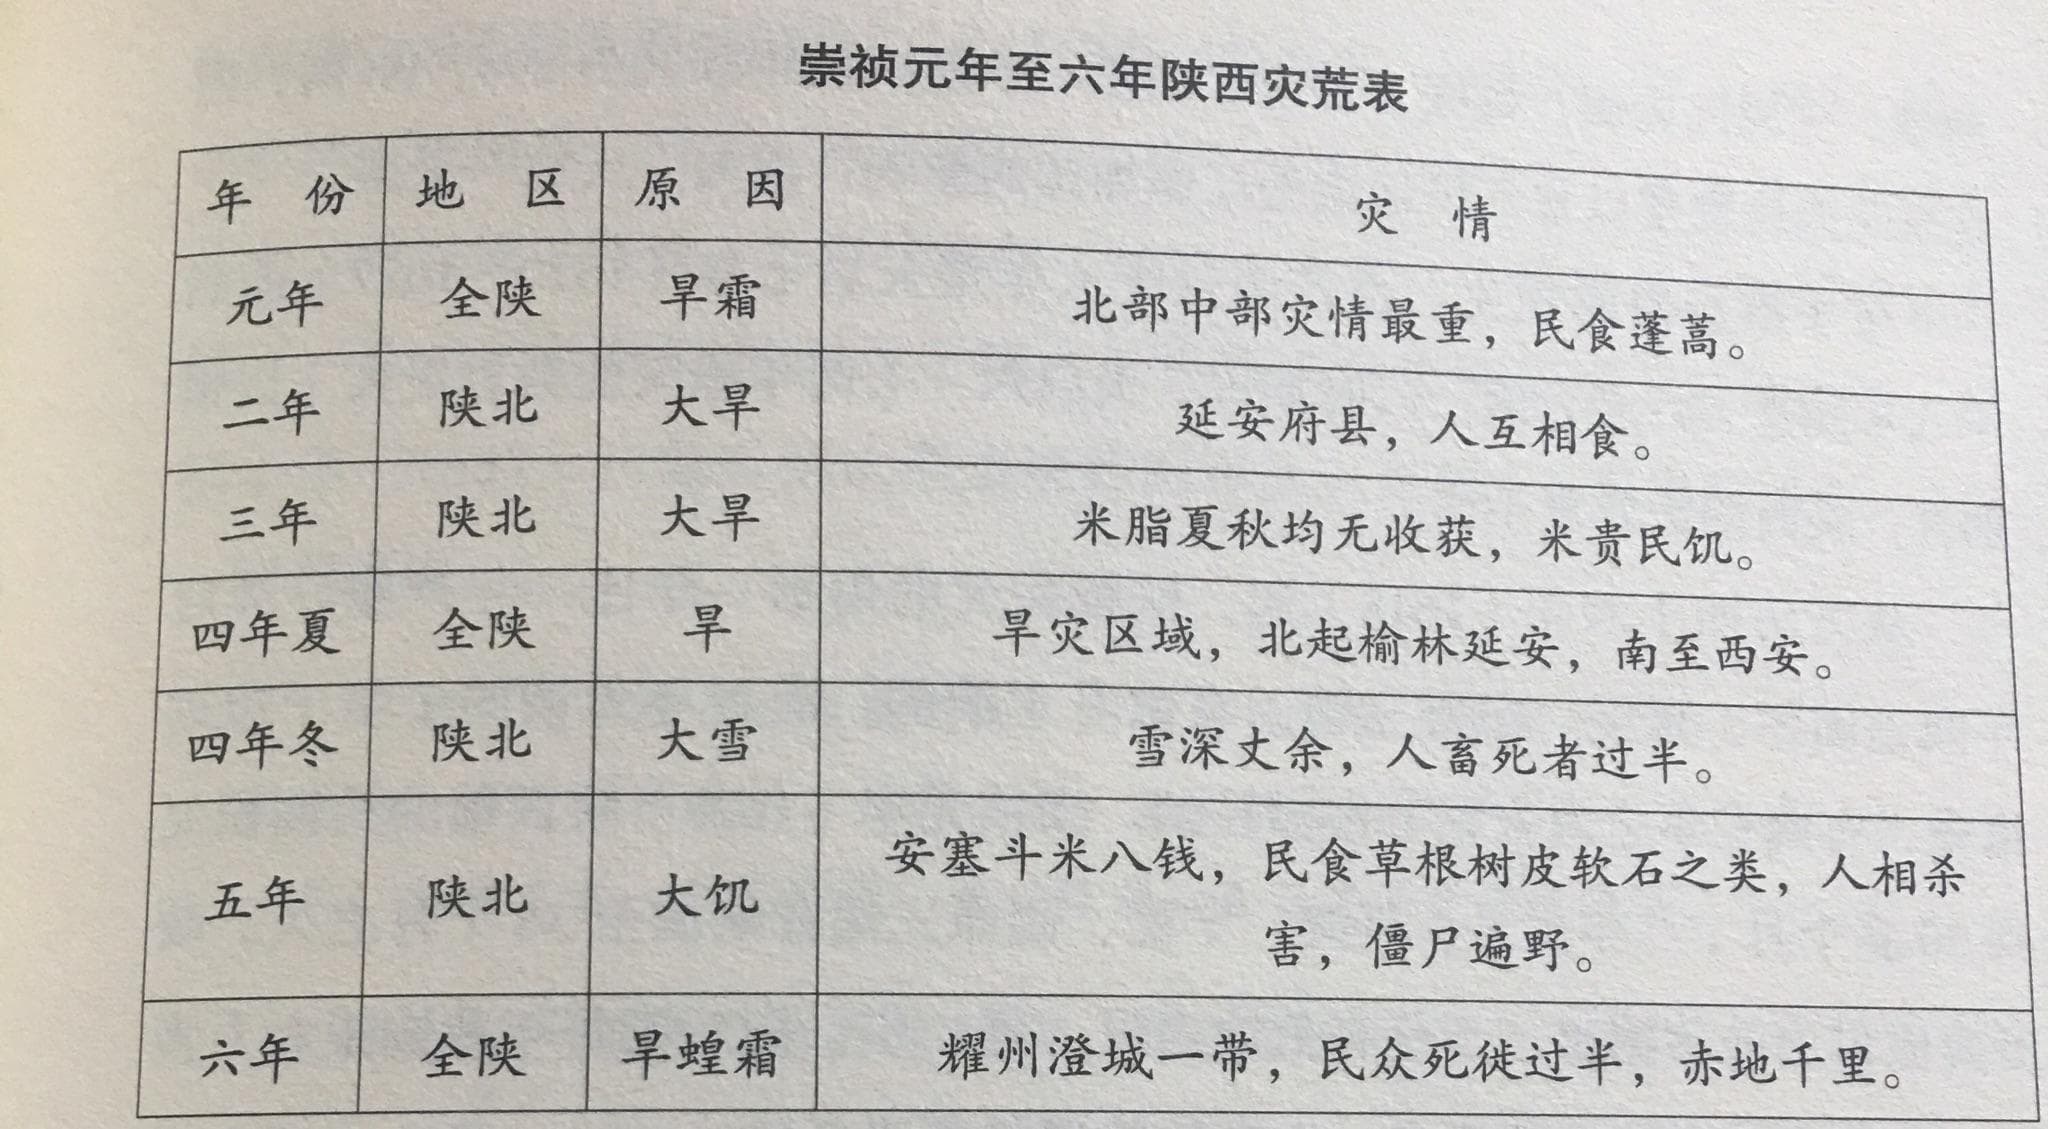 崇祯元年至六年陕西灾荒表
年 份 地 区 原 因 灾 情
元年 全陕 旱霜 北部中部灾情最重，民食蓬蒿。
二年 陕北 大旱 延安府县，人互相食。
三年 陕北 大旱 米脂夏秋均无收获，米贵民饥。
四年夏 全陕 旱 旱灾区域，北起榆林延安，南至西安。
四年冬 陕北 大雪 雪深丈余，人畜死者过半。
五年 陕北 大饥 安塞斗米八钱，民食草根树皮软石之类，人相杀
害，僵尸遍野。
六年 全陕 旱蝗霜 耀州澄城一带，民众死徙过半，赤地千里。